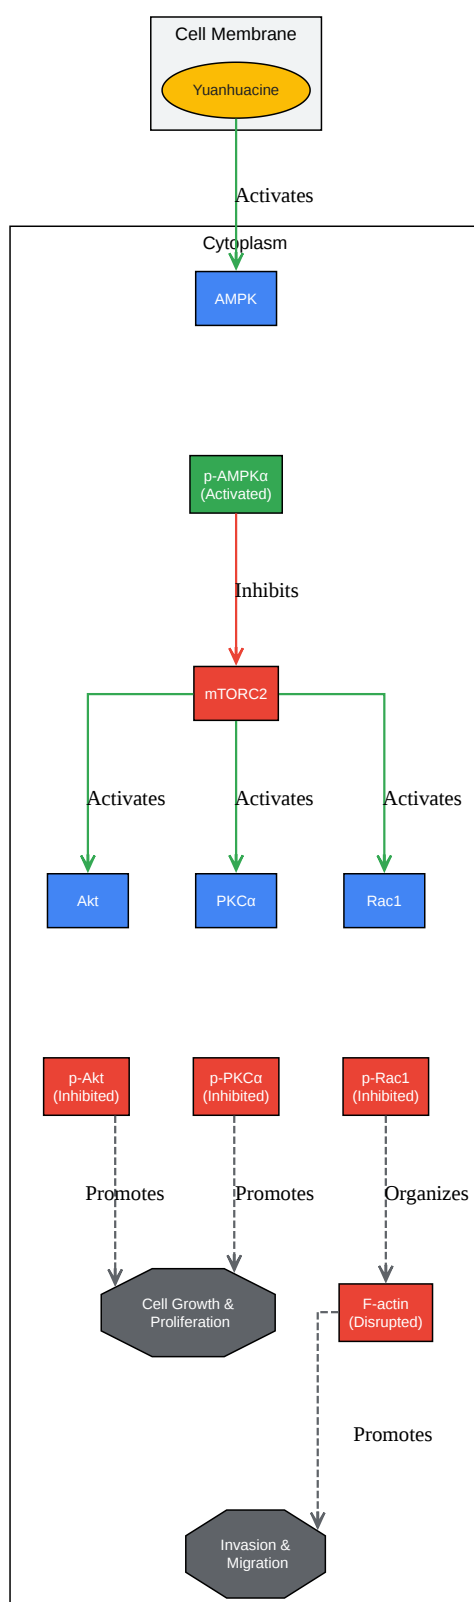 Cell Membrane
Yuanhuacine
Activates
Cytoplasm
AMPK
p-AMPKα
(Activated)
Inhibits
mTORC2
Activates
Activates
Activates
Akt
PKCα
Rac1
p-Akt
(Inhibited)
p-PKCα
(Inhibited)
p-Rac1
(Inhibited)
Promotes
Promotes
Organizes
Cell Growth &
Proliferation
F-actin
(Disrupted)
Promotes
Invasion &
Migration